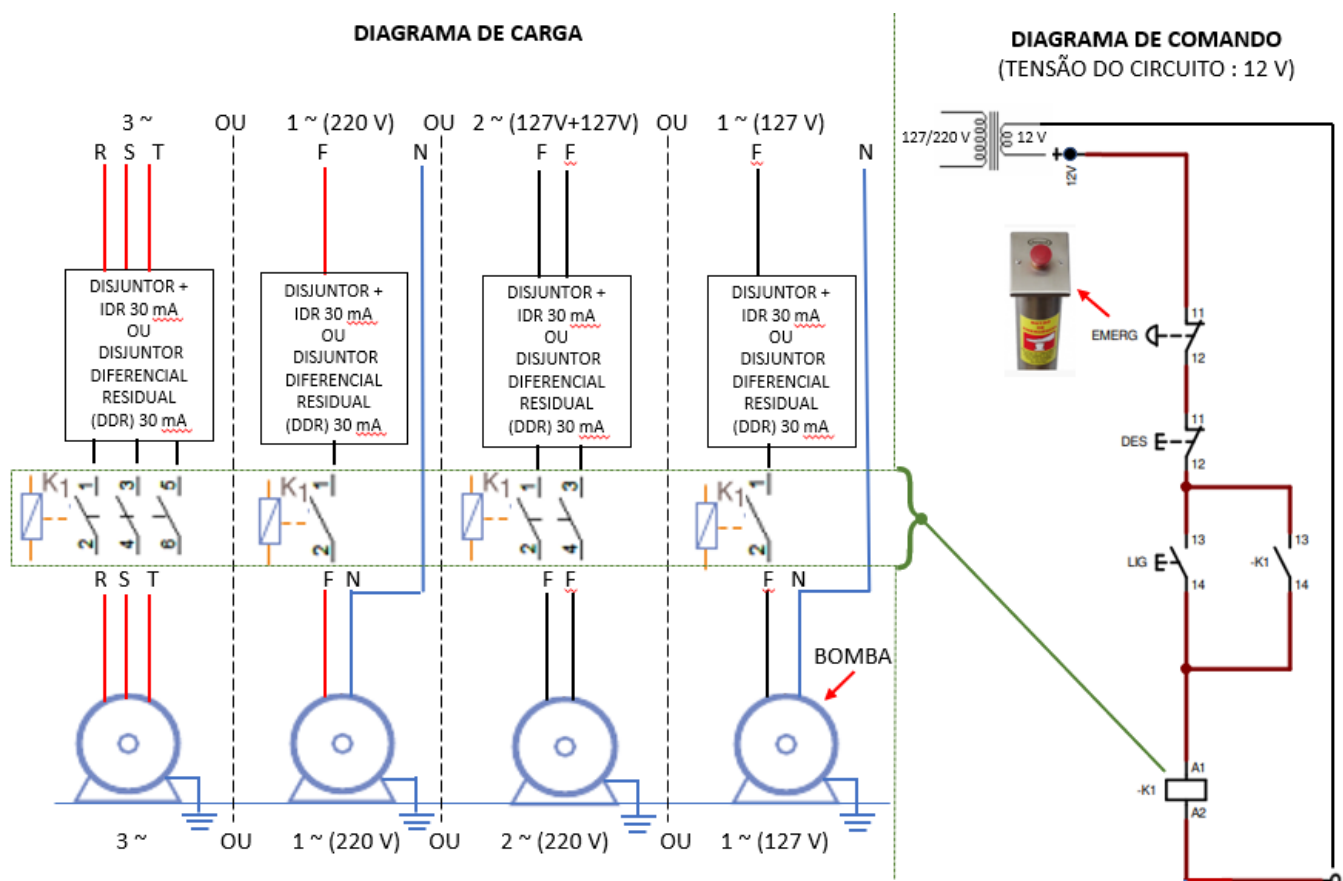 DIAGRAMA DE CARGA
3 ~ OU 1 ~ (220 V) OU 2 ~ (127V+127V) OU 1 ~ (127 V)
R S T F N F F F N
DISJUNTOR +
IDR 30 mA
OU
DISJUNTOR
DIFERENCIAL
RESIDUAL
(DDR) 30 mA
DISJUNTOR +
IDR 30 mA
OU
DISJUNTOR
DIFERENCIAL
RESIDUAL
(DDR) 30 mA
DISJUNTOR +
IDR 30 mA
OU
DISJUNTOR
DIFERENCIAL
RESIDUAL
(DDR) 30 mA
DISJUNTOR +
IDR 30 mA
OU
DISJUNTOR
DIFERENCIAL
RESIDUAL
(DDR) 30 mA
K1 1 3 5 K1 1 K1 1 3 K1 1
2 4 6 2 2 4 2
R S T F N F F F N
BOMBA
3 ~ OU 1 ~ (220 V) OU 2 ~ (220 V) OU 1 ~ (127 V)
DIAGRAMA DE COMANDO
(TENSÃO DO CIRCUITO : 12 V)
127/220 V 12 V
+
12V
11
EMERG
12
11
DES
12
13 13
LIG -K1
14 14
A1
-K1
A2